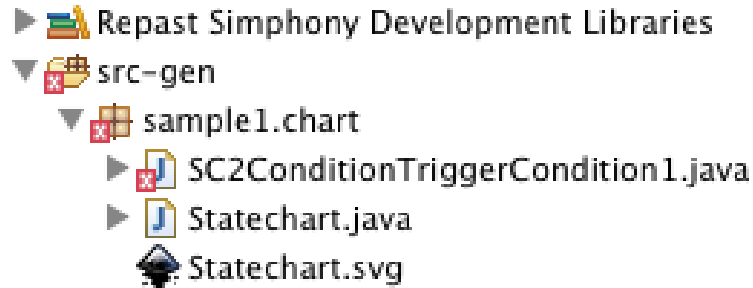 Repast Simphony Development Libraries
src-gen
sample1.chart
SC2ConditionTriggerCondition1.java
Statechart.java
Statechart.svg